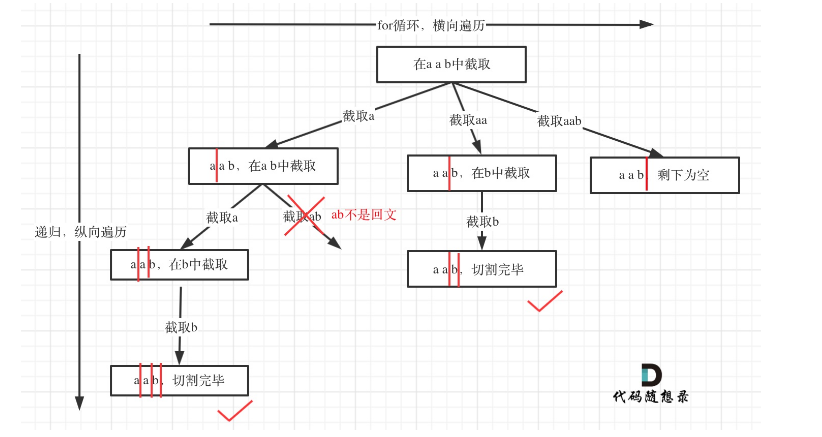 for循环，横向遍历
在a a b中截取
截取a
截取aa
截取aab
a a b，在ab中截取
a a b，在b中截取
a a b 剩下为空
截取a
截取ab
ab不是回文
截取b
递归，纵向遍历
a a b，在b中截取
a a b，切割完毕
截取b
a a b，切割完毕
代码随想录